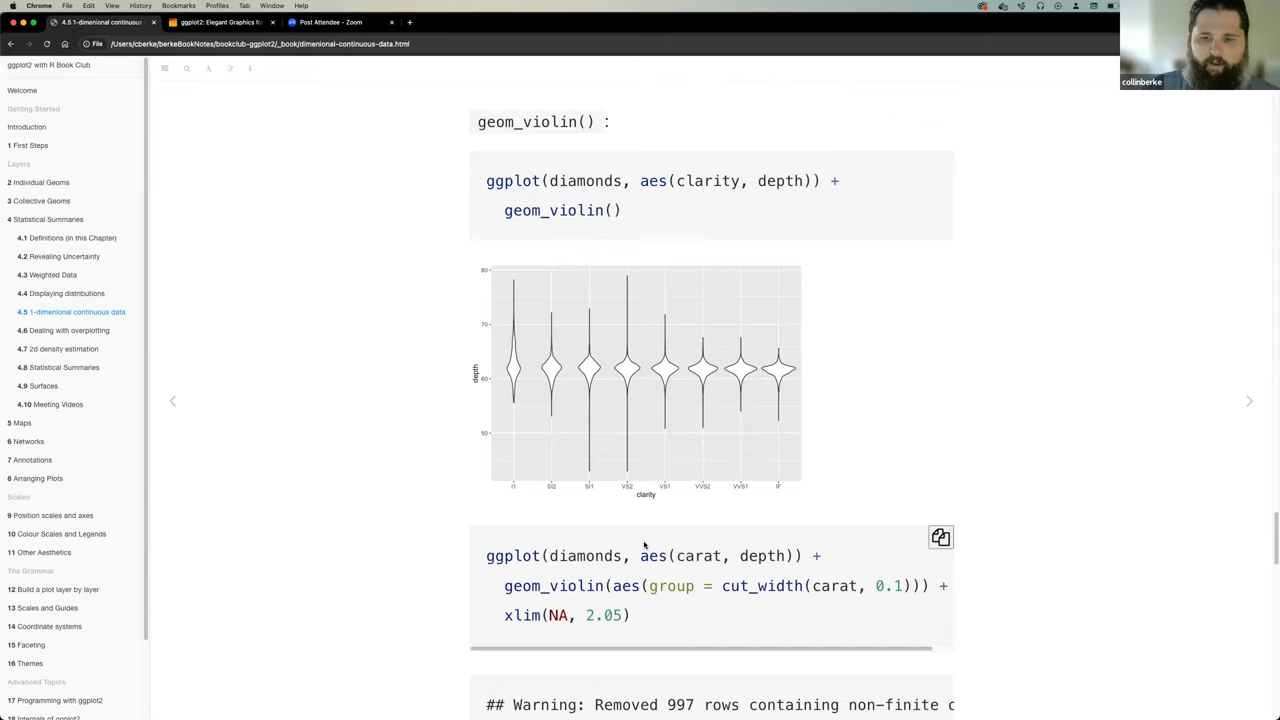 Chrome File Edit View History Bookmarks Profiles Tab Window Help
4.5 1-dimenional continuous
ggplot2: Elegant Graphics fo
Post Attendee - Zoom
File /Users/cberke/berkeBookNotes/bookclub-ggplot2/_book/dimenional-continuous-data.html
collinberke
ggplot2 with R Book Club
Welcome
Getting Started
Introduction
1 First Steps
Layers
2 Individual Geoms
3 Collective Geoms
4 Statistical Summaries
4.1 Definitions (in this Chapter)
4.2 Revealing Uncertainty
4.3 Weighted Data
4.4 Displaying distributions
4.5 1-dimenional continuous data
4.6 Dealing with overplotting
4.7 2d density estimation
4.8 Statistical Summaries
4.9 Surfaces
4.10 Meeting Videos
5 Maps
6 Networks
7 Annotations
8 Arranging Plots
Scales
9 Position scales and axes
10 Colour Scales and Legends
11 Other Aesthetics
The Grammar
12 Build a plot layer by layer
13 Scales and Guides
14 Coordinate systems
15 Faceting
16 Themes
Advanced Topics
17 Programming with ggplot2
18 Internals of ggplot2
geom_violin() :
ggplot(diamonds, aes(clarity, depth)) +
geom_violin()
80
70
60
50
depth
I1 SI2 SI1 VS2 VS1 VVS2 VVS1 IF
clarity
ggplot(diamonds, aes(carat, depth)) +
geom_violin(aes(group = cut_width(carat, 0.1))) +
xlim(NA, 2.05)
## Warning: Removed 997 rows containing non-finite